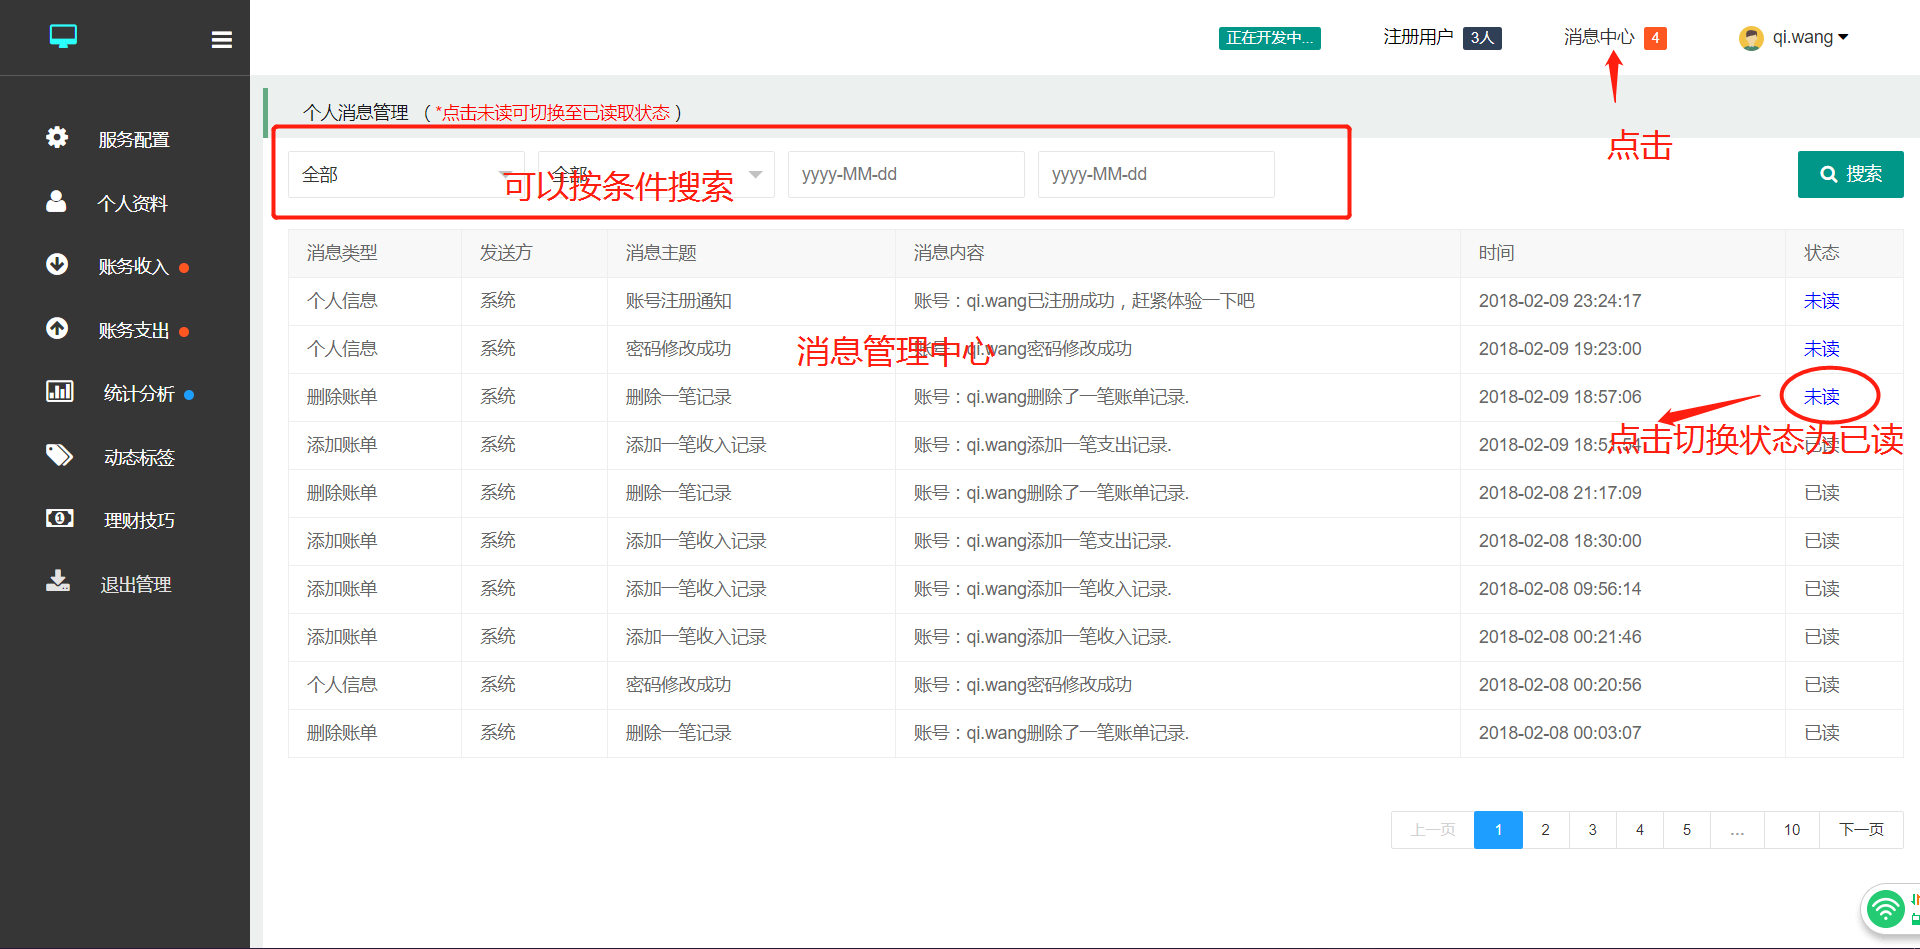 正在开发中...
注册用户 3人
消息中心 4
qi.wang
点击
服务配置
个人资料
账务收入
账务支出
统计分析
动态标签
理财技巧
退出管理
个人消息管理 （ *点击未读可切换至已读取状态 ）
全部 全部 yyyy-MM-dd yyyy-MM-dd 搜索
可以按条件搜索
消息类型 发送方 消息主题 消息内容 时间 状态
个人信息 系统 账号注册通知 账号：qi.wang已注册成功，赶紧体验一下吧 2018-02-09 23:24:17 未读
个人信息 系统 密码修改成功 账号：qi.wang密码修改成功 2018-02-09 19:23:00 未读
消息管理中心
删除账单 系统 删除一笔记录 账号：qi.wang删除了一笔账单记录. 2018-02-09 18:57:06 未读
添加账单 系统 添加一笔收入记录 账号：qi.wang添加一笔支出记录. 2018-02-09 18:51:54 已读
点击切换状态为已读
删除账单 系统 删除一笔记录 账号：qi.wang删除了一笔账单记录. 2018-02-08 21:17:09 已读
添加账单 系统 添加一笔收入记录 账号：qi.wang添加一笔支出记录. 2018-02-08 18:30:00 已读
添加账单 系统 添加一笔收入记录 账号：qi.wang添加一笔收入记录. 2018-02-08 09:56:14 已读
添加账单 系统 添加一笔收入记录 账号：qi.wang添加一笔收入记录. 2018-02-08 00:21:46 已读
个人信息 系统 密码修改成功 账号：qi.wang密码修改成功 2018-02-08 00:20:56 已读
删除账单 系统 删除一笔记录 账号：qi.wang删除了一笔账单记录. 2018-02-08 00:03:07 已读
上一页 1 2 3 4 5 ... 10 下一页